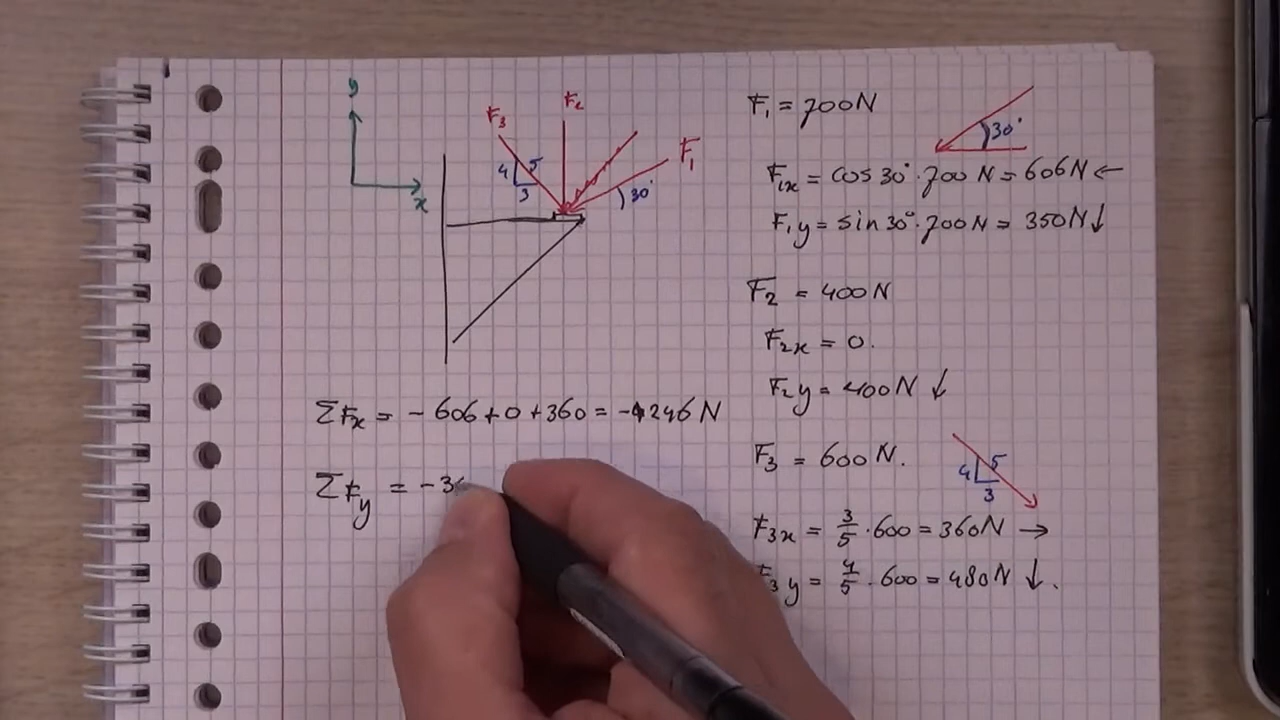 y
x
F₃
F₂
F₁
4
5
3
30°
F₁ = 700N
30°
F₁x = cos 30° · 700 N = 606N ←
F₁y = sin 30° · 700N = 350N ↓
F₂ = 400N
F₂x = 0.
F₂y = 400N ↓
ΣFx = - 606 + 0 + 360 = - 246 N
F₃ = 600N.
4
5
3
ΣFy = -3
F₃x = 3/5 · 600 = 360N →
3y = 4/5 · 600 = 480N ↓.